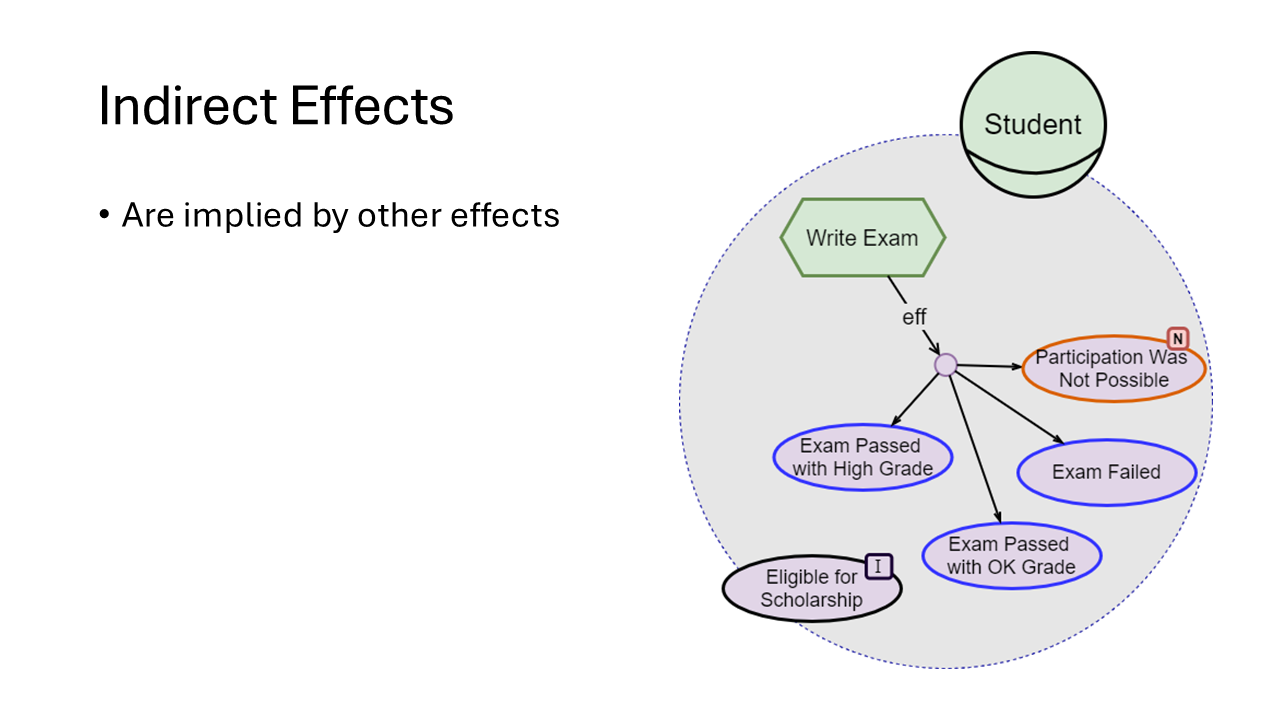 Indirect Effects
• Are implied by other effects
Student
Write Exam
eff
N
Participation Was
Not Possible
Exam Passed
with High Grade
Exam Failed
Exam Passed
with OK Grade
I
Eligible for
Scholarship